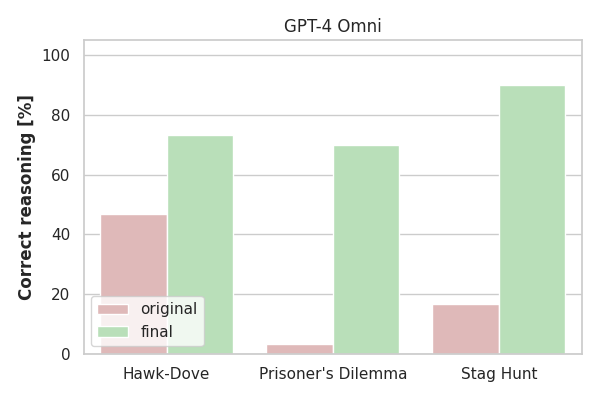 GPT-4 Omni
Correct reasoning [%]
100
80
60
40
20
0
original
final
Hawk-Dove
Prisoner's Dilemma
Stag Hunt